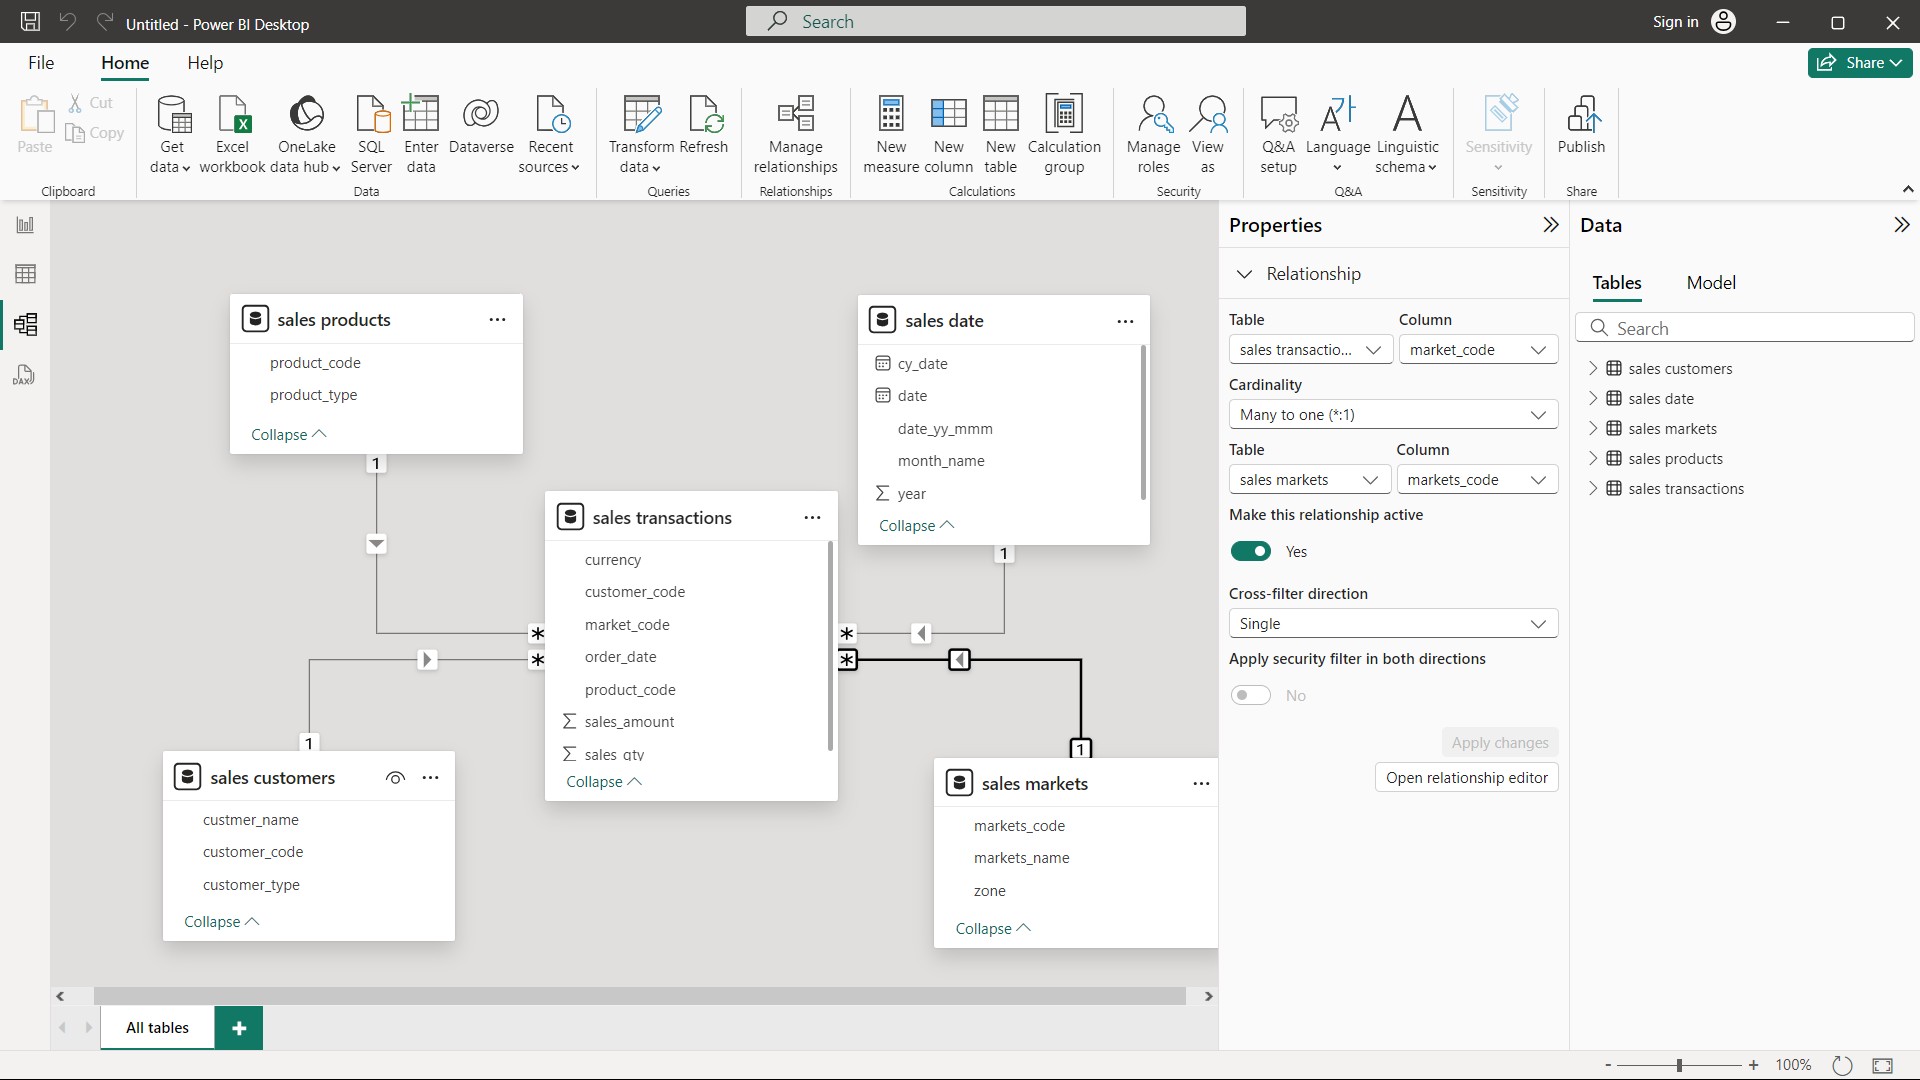 Untitled - Power BI Desktop
Search
Sign in
File
Home
Help
Share
Paste
Cut
Copy
Get data
Excel workbook
OneLake data hub
SQL Server
Enter data
Dataverse
Recent sources
Transform data
Refresh
Manage relationships
New measure
New column
New table
Calculation group
Manage roles
View as
Q&A setup
Language
Linguistic schema
Sensitivity
Publish
Clipboard
Data
Queries
Relationships
Calculations
Security
Q&A
Sensitivity
Share
DAX
sales products
product_code
product_type
Collapse
1
sales date
cy_date
date
date_yy_mmm
month_name
Σ year
Collapse
1
sales transactions
currency
customer_code
market_code
order_date
product_code
Σ sales_amount
Σ sales_qty
Collapse
*
*
*
*
1
sales customers
custmer_name
customer_code
customer_type
Collapse
1
sales markets
markets_code
markets_name
zone
Collapse
All tables
+
Properties
Relationship
Table
Column
sales transactio...
market_code
Cardinality
Many to one (*:1)
Table
Column
sales markets
markets_code
Make this relationship active
Yes
Cross-filter direction
Single
Apply security filter in both directions
No
Apply changes
Open relationship editor
Data
Tables
Model
Search
sales customers
sales date
sales markets
sales products
sales transactions
- + 100%